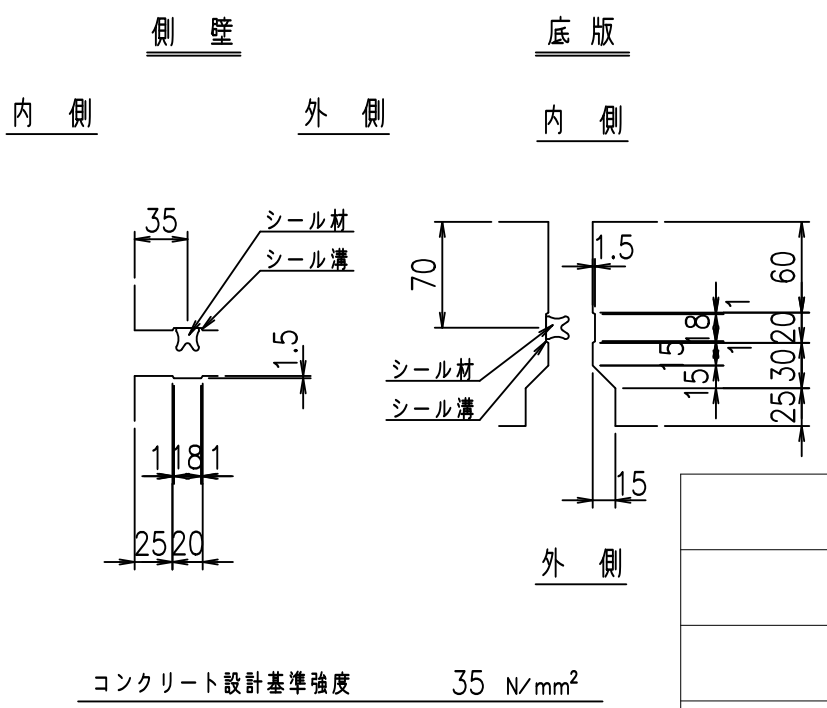 側 壁
底 版
内 側
外 側
内 側
35
シール材
シール溝
1.5
1
18
1
25
20
70
1.5
60
1
18
20
15
1
30
15
25
シール材
シール溝
15
外 側
コンクリート設計基準強度 35 N/mm²